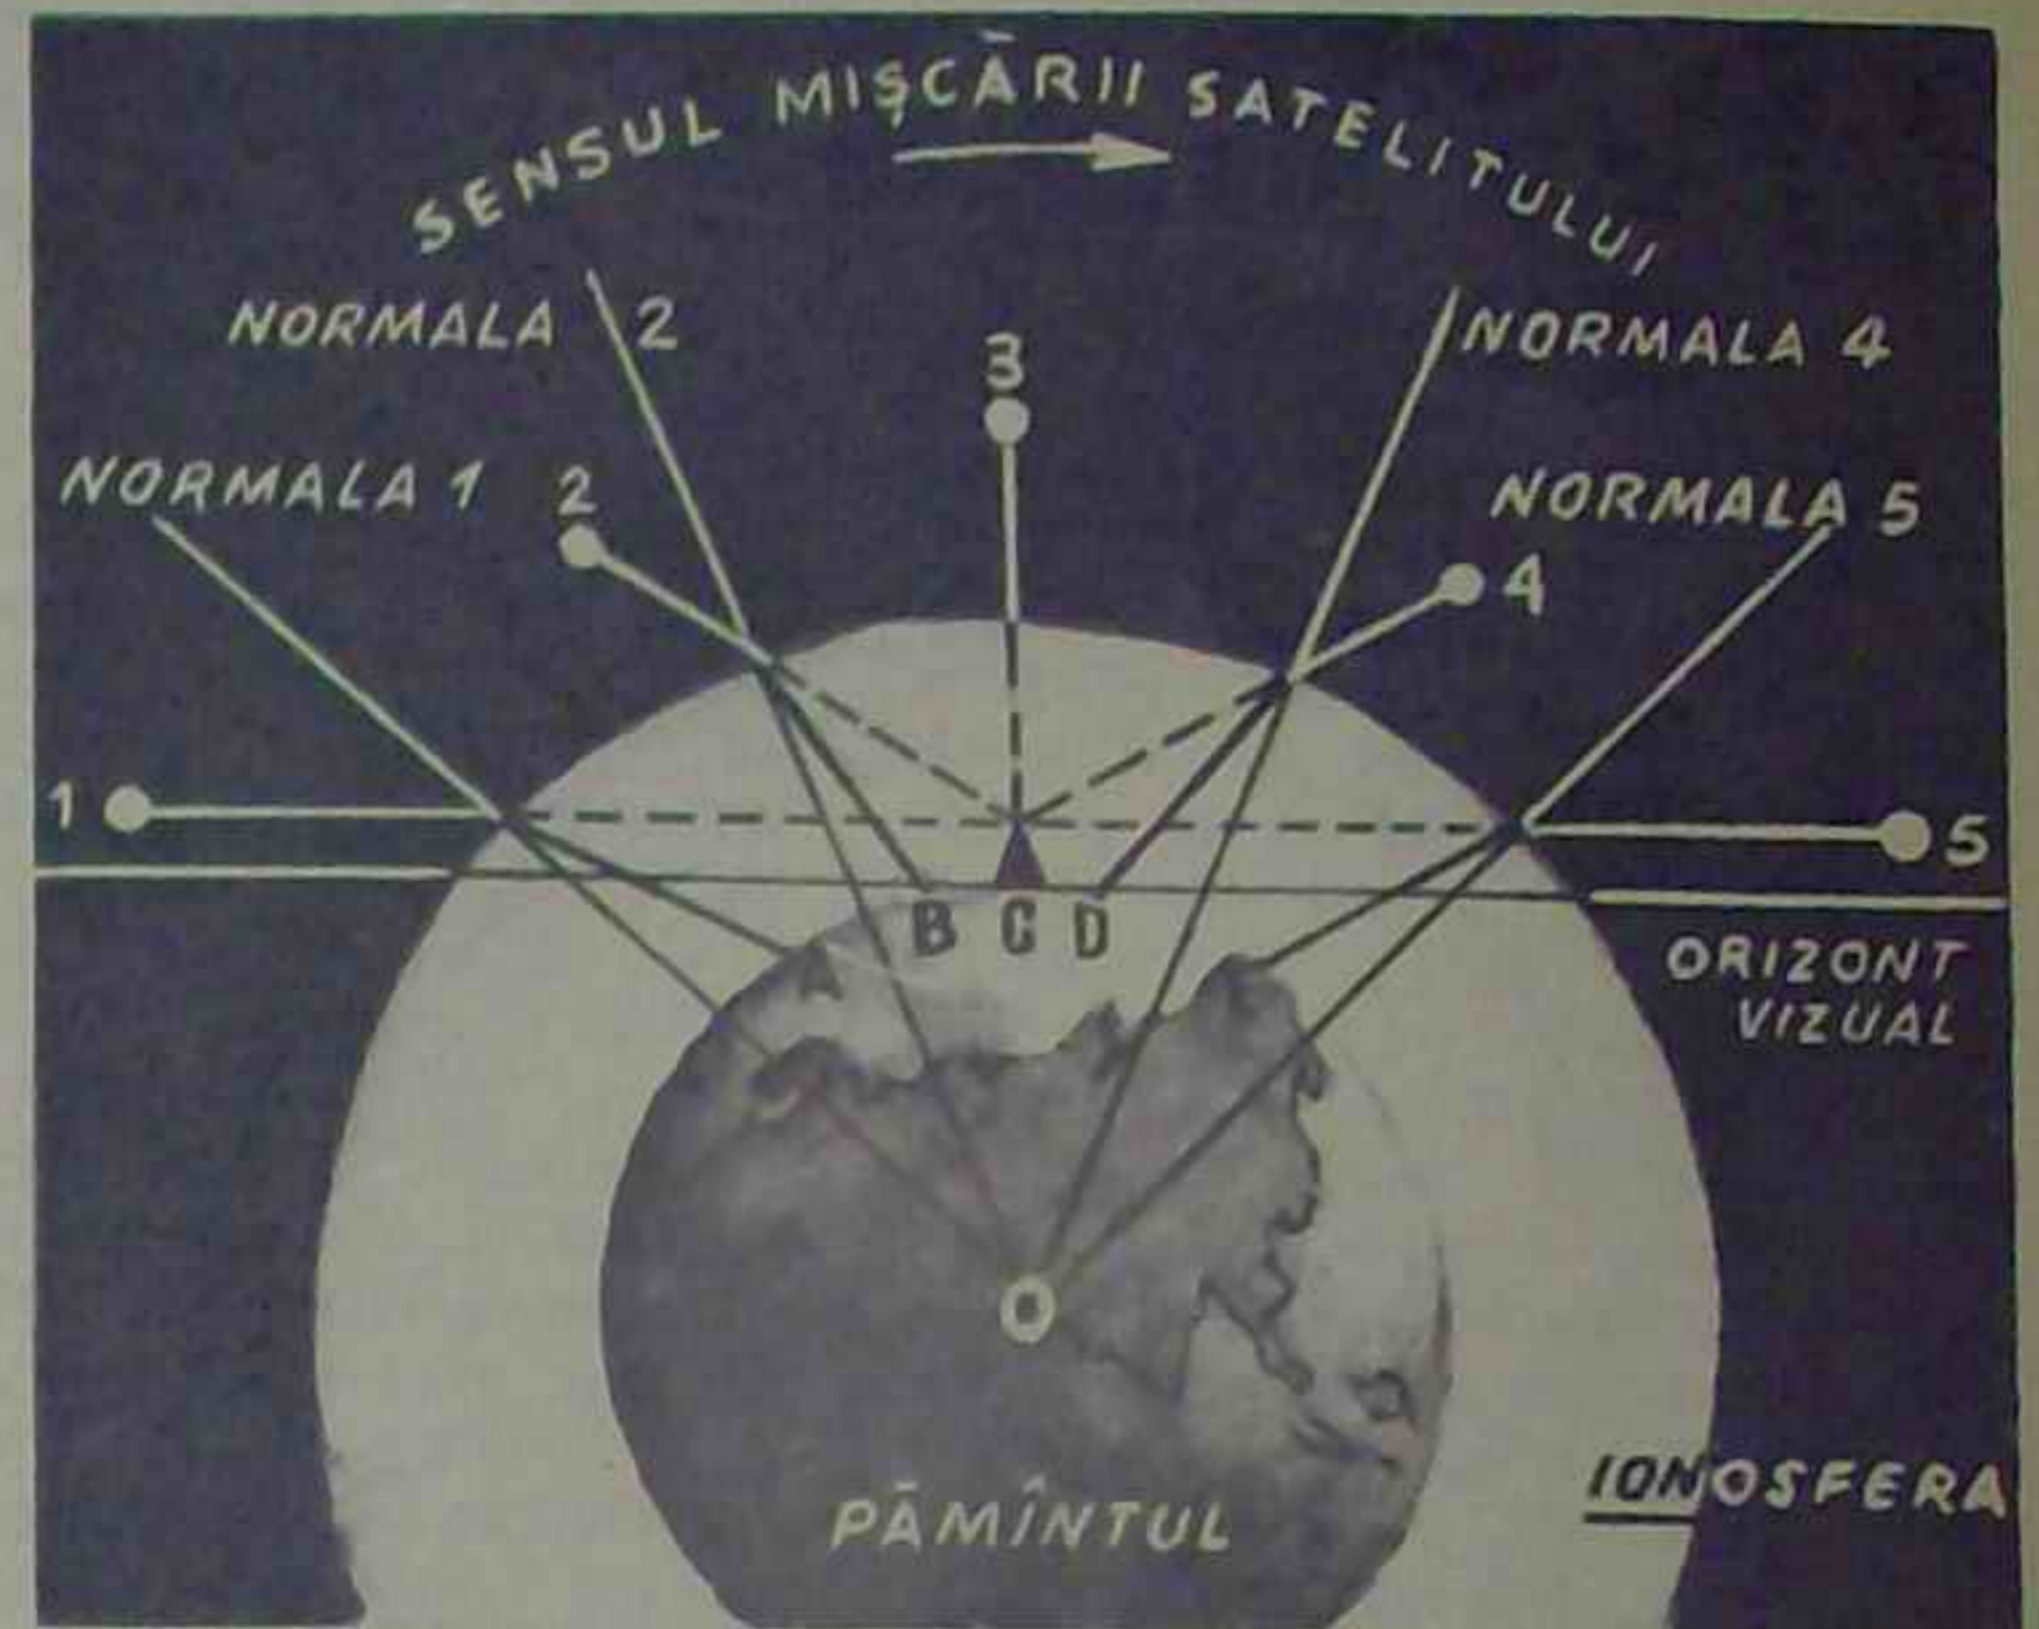 SENSUL MIȘCĂRII SATELITULUI
NORMALA 2
NORMALA 4
3
NORMALA 1
2
NORMALA 5
4
1
5
B C D
A
ORIZONT
VIZUAL
O
PĂMÎNTUL
IONOSFERA